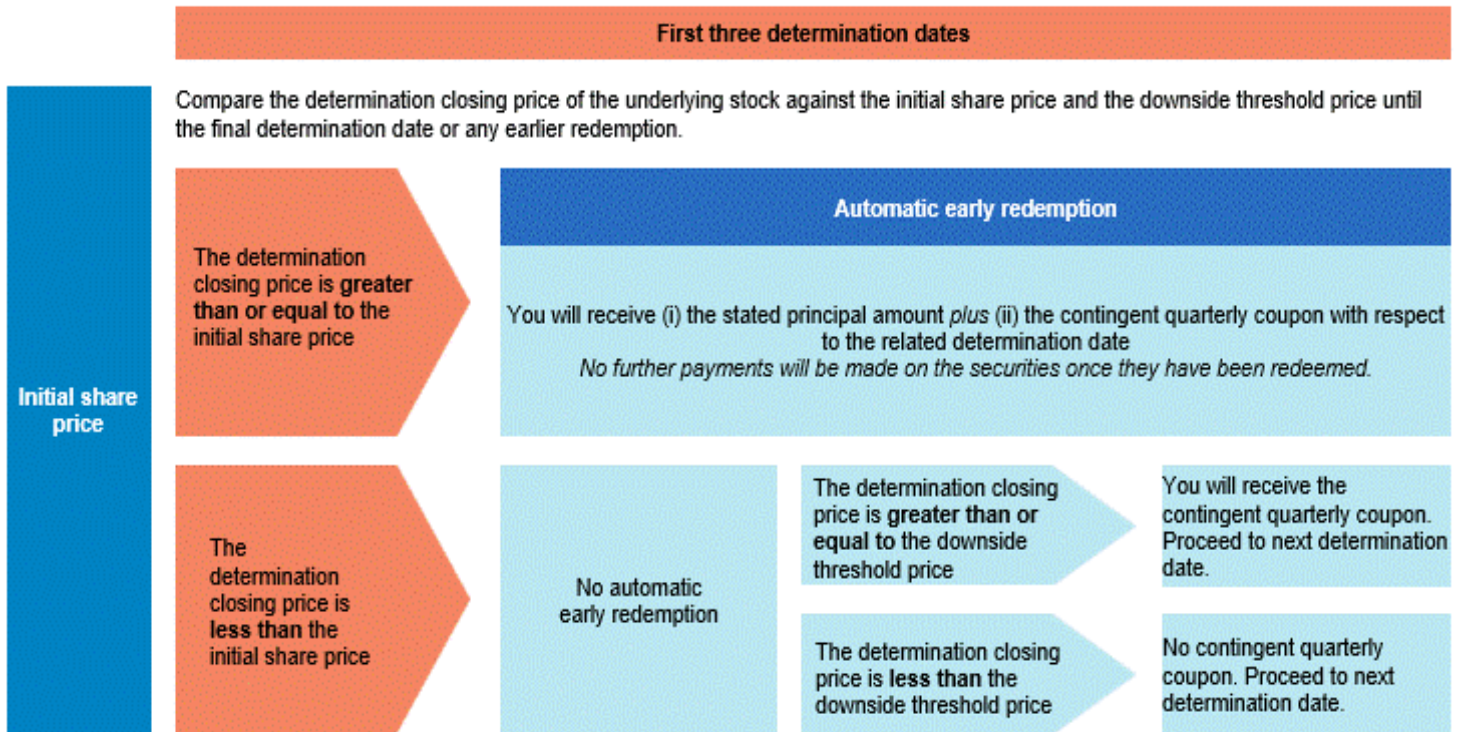 First three determination dates
Compare the determination closing price of the underlying stock against the initial share price and the downside threshold price until
the final determination date or any earlier redemption.
Initial share
price
The determination
closing price is greater
than or equal to the
initial share price
Automatic early redemption
You will receive (i) the stated principal amount plus (ii) the contingent quarterly coupon with respect
to the related determination date
No further payments will be made on the securities once they have been redeemed.
The
determination
closing price is
less than the
initial share price
No automatic
early redemption
The determination closing
price is greater than or
equal to the downside
threshold price
You will receive the
contingent quarterly coupon.
Proceed to next determination
date.
The determination closing
price is less than the
downside threshold price
No contingent quarterly
coupon. Proceed to next
determination date.